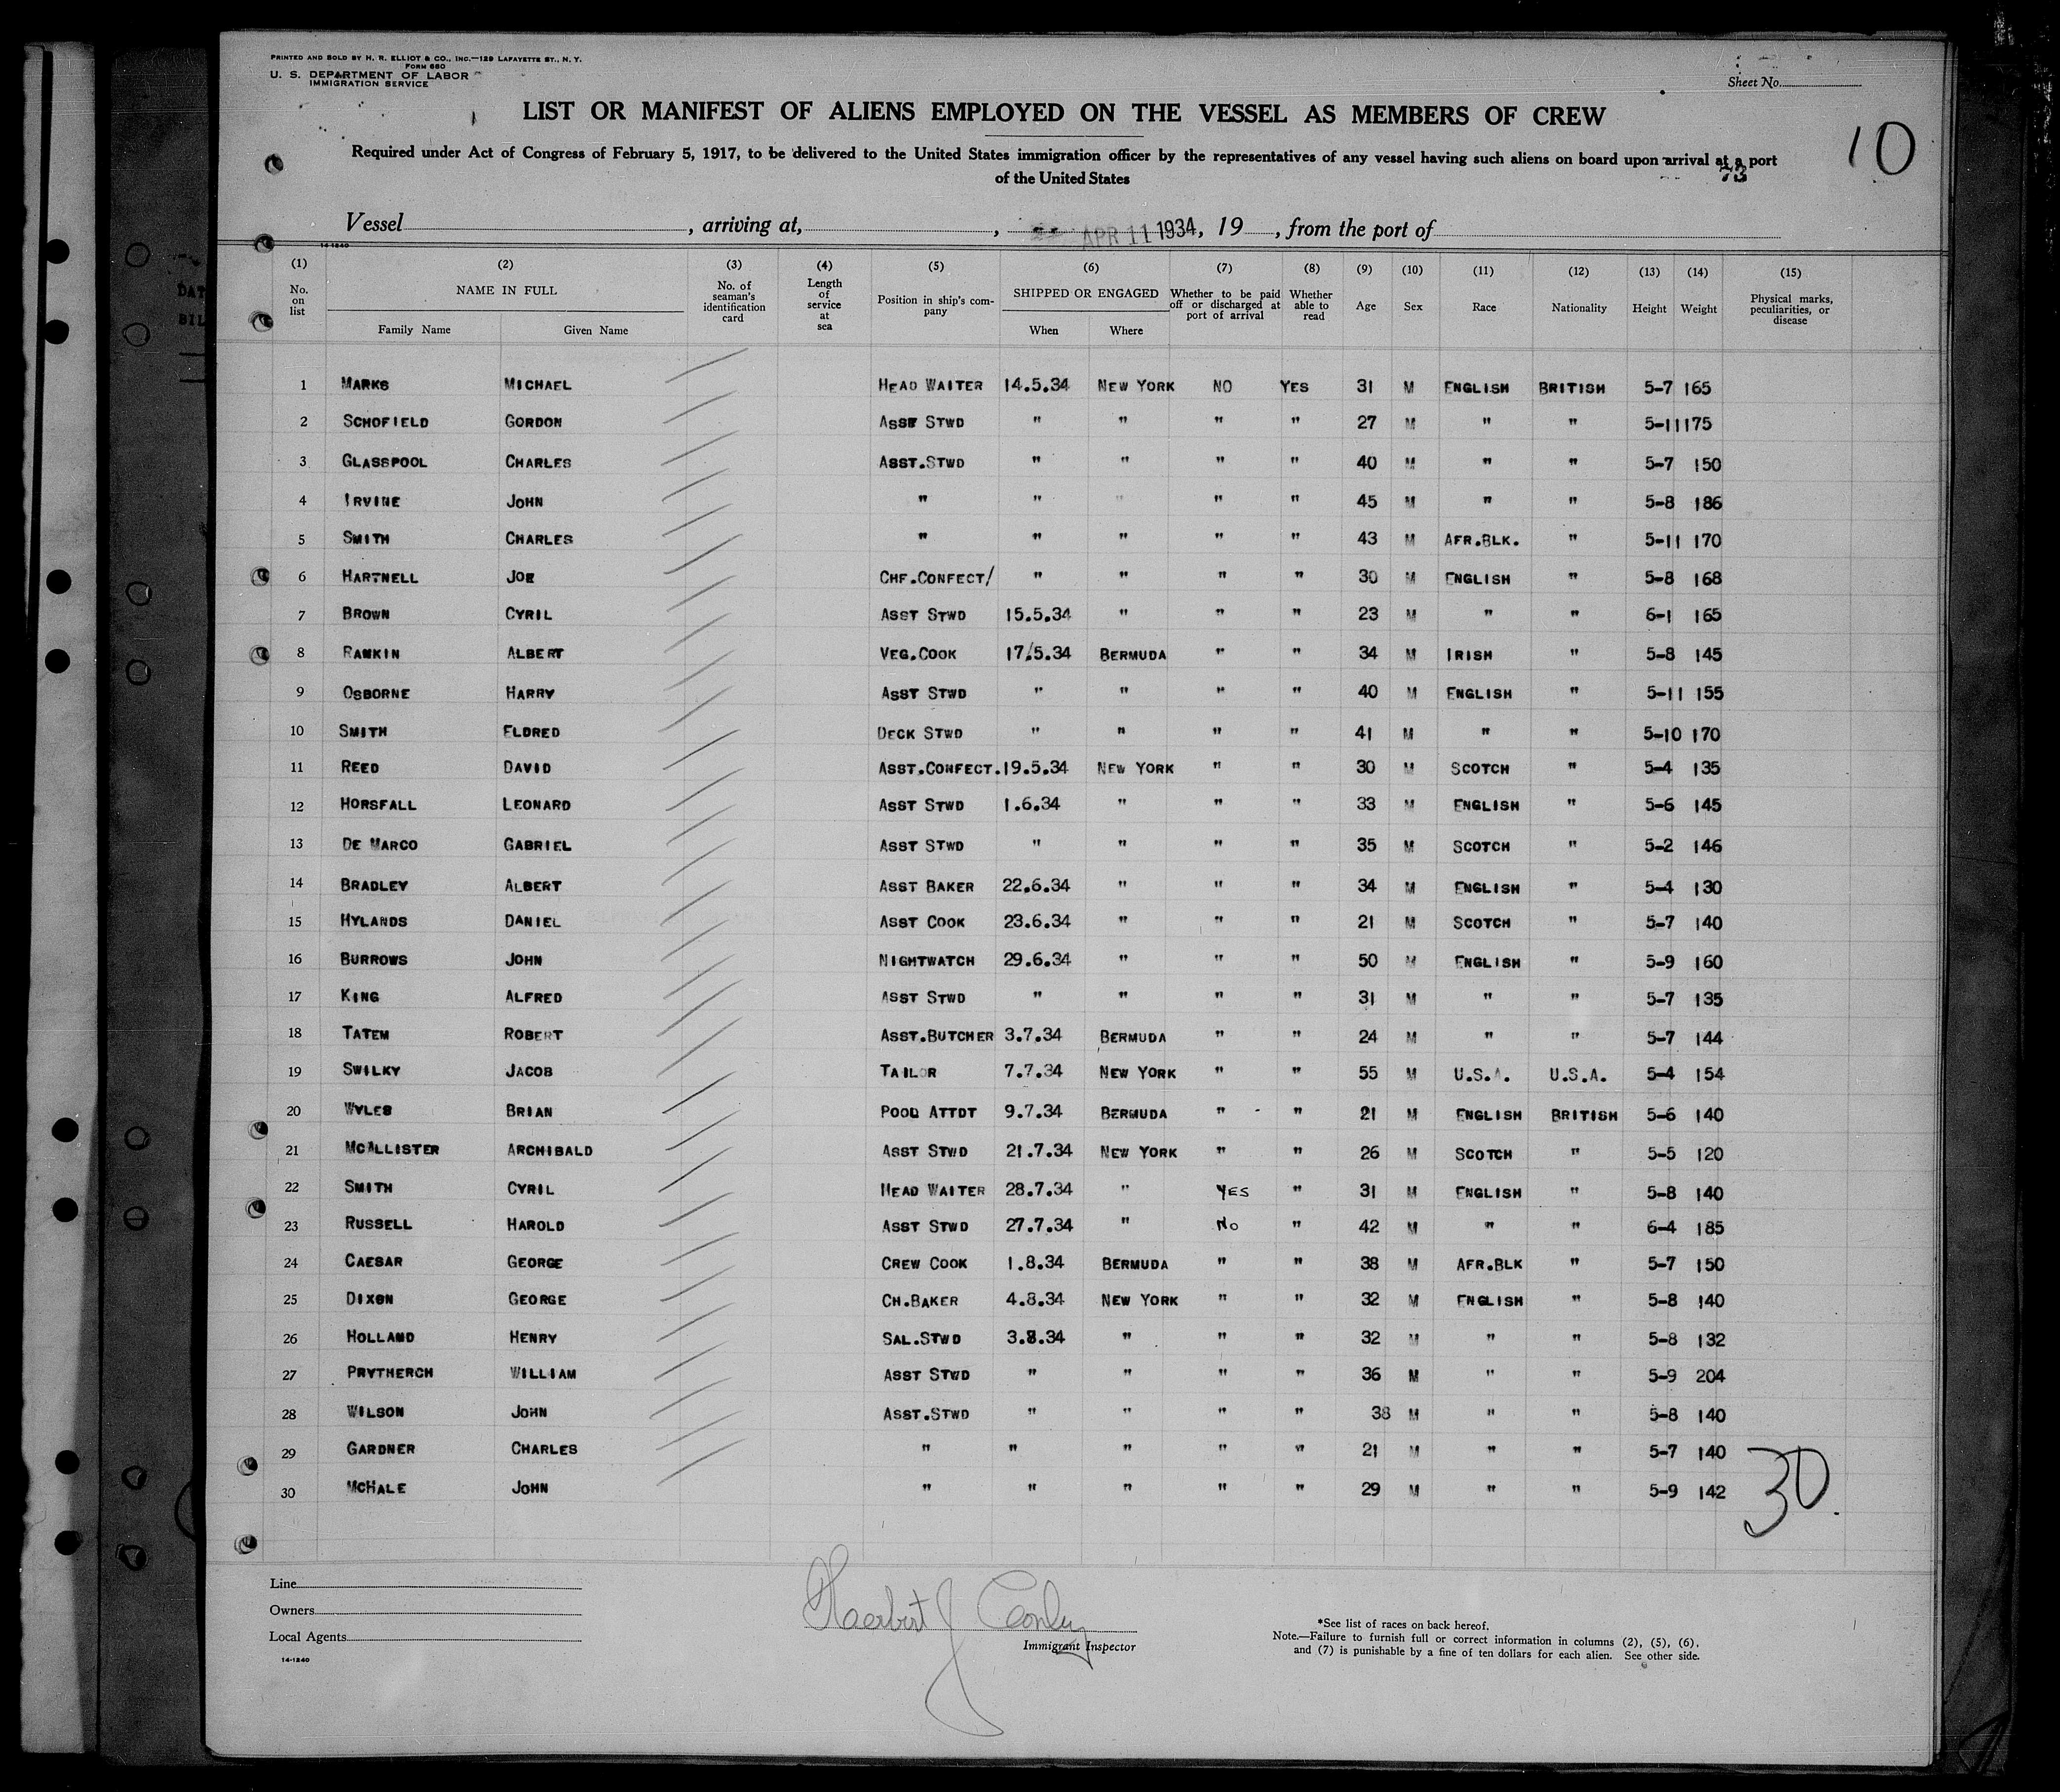 PRINTED AND SOLD BY H. R. ELLIOT & CO., INC.—129 LAFAYETTE ST., N. Y.
FORM 660
U. S. DEPARTMENT OF LABOR
IMMIGRATION SERVICE
Sheet No.
LIST OR MANIFEST OF ALIENS EMPLOYED ON THE VESSEL AS MEMBERS OF CREW
10
Required under Act of Congress of February 5, 1917, to be delivered to the United States immigration officer by the representatives of any vessel having such aliens on board upon arrival at a port
of the United States
73
Vessel , arriving at, , APR 11 1934, 19 , from the port of
14-1240
(1) (2) (3) (4) (5) (6) (7) (8) (9) (10) (11) (12) (13) (14) (15)
No. on list NAME IN FULL Family Name Given Name No. of seaman's identification card Length of service at sea Position in ship's company SHIPPED OR ENGAGED When Where Whether to be paid off or discharged at port of arrival Whether able to read Age Sex Race Nationality Height Weight Physical marks, peculiarities, or disease
1 MARKS MICHAEL HEAD WAITER 14.5.34 NEW YORK NO YES 31 M ENGLISH BRITISH 5-7 165
2 SCHOFIELD GORDON ASST STWD " " " " 27 M " " 5-11 175
3 GLASSPOOL CHARLES ASST.STWD " " " " 40 M " " 5-7 150
4 IRVINE JOHN " " " " " 45 M " " 5-8 186
5 SMITH CHARLES " " " " " 43 M AFR.BLK. " 5-11 170
6 HARTNELL JOE CHF.CONFECT/ " " " " 30 M ENGLISH " 5-8 168
7 BROWN CYRIL ASST STWD 15.5.34 " " " 23 M " " 6-1 165
8 RANKIN ALBERT VEG.COOK 17.5.34 BERMUDA " " 34 M IRISH " 5-8 145
9 OSBORNE HARRY ASST STWD " " " " 40 M ENGLISH " 5-11 155
10 SMITH ELDRED DECK STWD " " " " 41 M " " 5-10 170
11 REED DAVID ASST.CONFECT. 19.5.34 NEW YORK " " 30 M SCOTCH " 5-4 135
12 HORSFALL LEONARD ASST STWD 1.6.34 " " " 33 M ENGLISH " 5-6 145
13 DE MARCO GABRIEL ASST STWD " " " " 35 M SCOTCH " 5-2 146
14 BRADLEY ALBERT ASST BAKER 22.6.34 " " " 34 M ENGLISH " 5-4 130
15 HYLANDS DANIEL ASST COOK 23.6.34 " " " 21 M SCOTCH " 5-7 140
16 BURROWS JOHN NIGHTWATCH 29.6.34 " " " 50 M ENGLISH " 5-9 160
17 KING ALFRED ASST STWD " " " " 31 M " " 5-7 135
18 TATEM ROBERT ASST.BUTCHER 3.7.34 BERMUDA " " 24 M " " 5-7 144
19 SWILKY JACOB TAILOR 7.7.34 NEW YORK " " 55 M U.S.A. U.S.A. 5-4 154
20 WYLES BRIAN POOL ATTDT 9.7.34 BERMUDA " " 21 M ENGLISH BRITISH 5-6 140
21 MCALLISTER ARCHIBALD ASST STWD 21.7.34 NEW YORK " " 26 M SCOTCH " 5-5 120
22 SMITH CYRIL HEAD WAITER 28.7.34 " YES " 31 M ENGLISH " 5-8 140
23 RUSSELL HAROLD ASST STWD 27.7.34 " No " 42 M " " 6-4 185
24 CAESAR GEORGE CREW COOK 1.8.34 BERMUDA " " 38 M AFR.BLK " 5-7 150
25 DIXON GEORGE CH.BAKER 4.8.34 NEW YORK " " 32 M ENGLISH " 5-8 140
26 HOLLAND HENRY SAL.STWD 3.8.34 " " " 32 M " " 5-8 132
27 PRYTHERCH WILLIAM ASST STWD " " " " 36 M " " 5-9 204
28 WILSON JOHN ASST.STWD " " " " 38 M " " 5-8 140
29 GARDNER CHARLES " " " " " 21 M " " 5-7 140
30 MCHALE JOHN " " " " " 29 M " " 5-9 142
30
Line
Owners
Local Agents
14-1240
Immigrant Inspector
*See list of races on back hereof.
Note.—Failure to furnish full or correct information in columns (2), (5), (6),
and (7) is punishable by a fine of ten dollars for each alien. See other side.